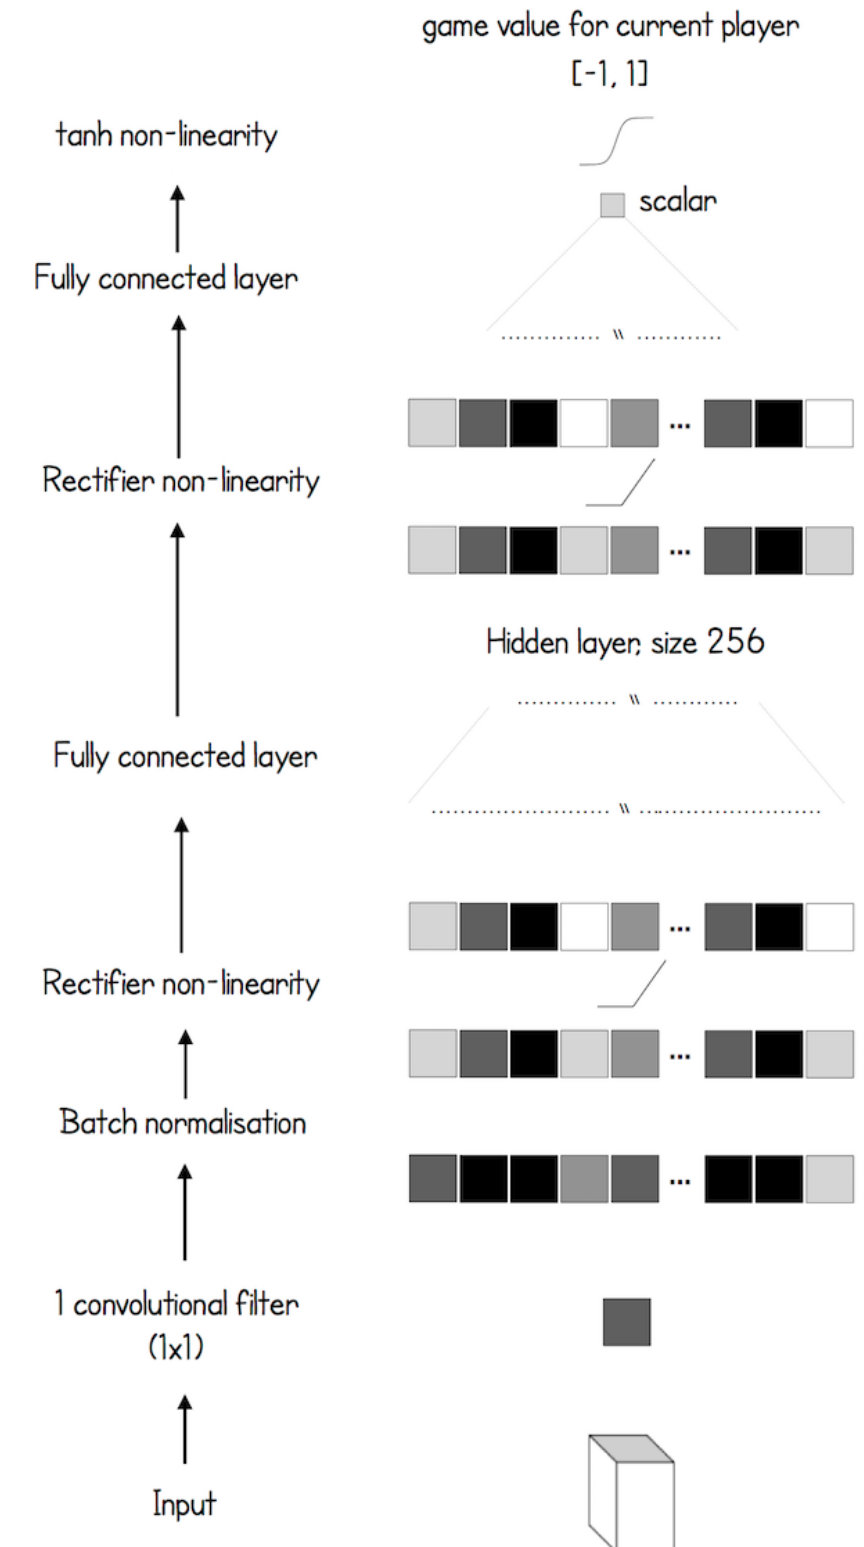 game value for current player
[-1, 1]
tanh non-linearity
scalar
Fully connected layer
Rectifier non-linearity
Hidden layer, size 256
Fully connected layer
Rectifier non-linearity
Batch normalisation
1 convolutional filter
(1x1)
Input